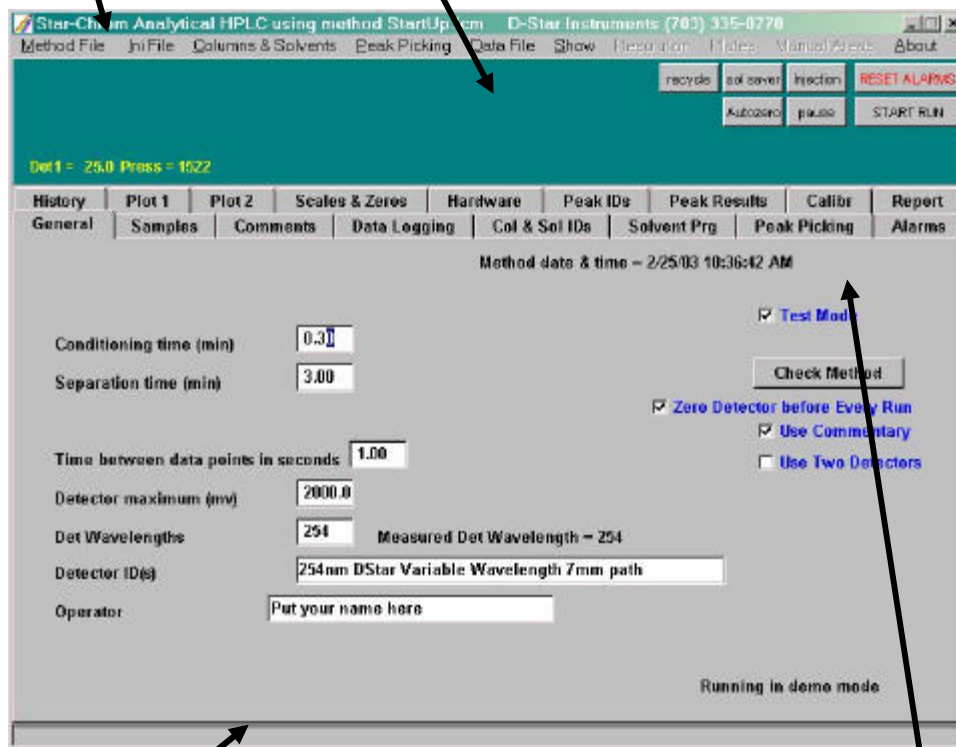 Star-Chrom Analytical HPLC using method StartUp.scm D-Star Instruments (703) 335-0770
Method File Ini File Columns & Solvents Peak Picking Data File Show Resolution Plates Manual Areas About
recycle sol saver Injection RESET ALARMS
Autozero pause START RUN
Det1 = 25.0 Press = 1522
History Plot 1 Plot 2 Scales & Zeros Hardware Peak IDs Peak Results Calibr Report
General Samples Comments Data Logging Col & Sol IDs Solvent Prg Peak Picking Alarms
Method date & time = 2/25/03 10:36:42 AM
Test Mode
Conditioning time (min) 0.30
Separation time (min) 3.00
Check Method
Zero Detector before Every Run
Use Commentary
Time between data points in seconds 1.00
Use Two Detectors
Detector maximum (mv) 2000.0
Det Wavelengths 254 Measured Det Wavelength = 254
Detector ID(s) 254nm DStar Variable Wavelength 7mm path
Operator Put your name here
Running in demo mode